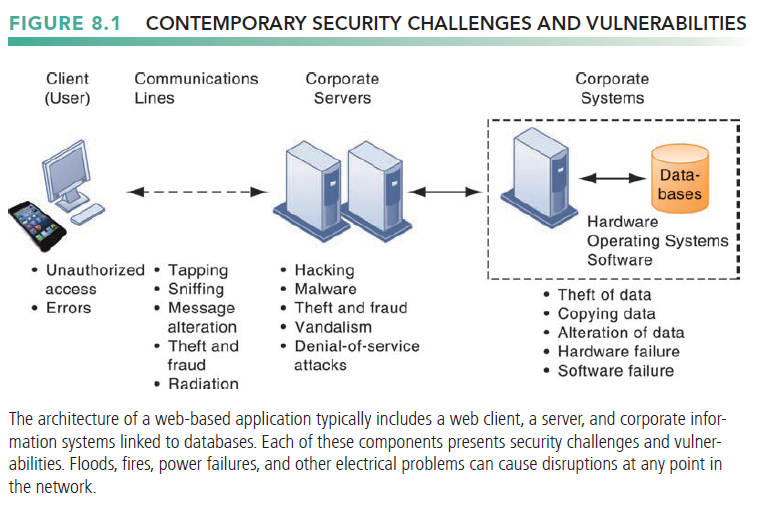 FIGURE 8.1 CONTEMPORARY SECURITY CHALLENGES AND VULNERABILITIES
Client
(User)
Communications
Lines
Corporate
Servers
Corporate
Systems
Data-
bases
Hardware
Operating Systems
Software
• Unauthorized
access
• Errors
• Tapping
• Sniffing
• Message
alteration
• Theft and
fraud
• Radiation
• Hacking
• Malware
• Theft and fraud
• Vandalism
• Denial-of-service
attacks
• Theft of data
• Copying data
• Alteration of data
• Hardware failure
• Software failure
The architecture of a web-based application typically includes a web client, a server, and corporate infor-
mation systems linked to databases. Each of these components presents security challenges and vulner-
abilities. Floods, fires, power failures, and other electrical problems can cause disruptions at any point in
the network.